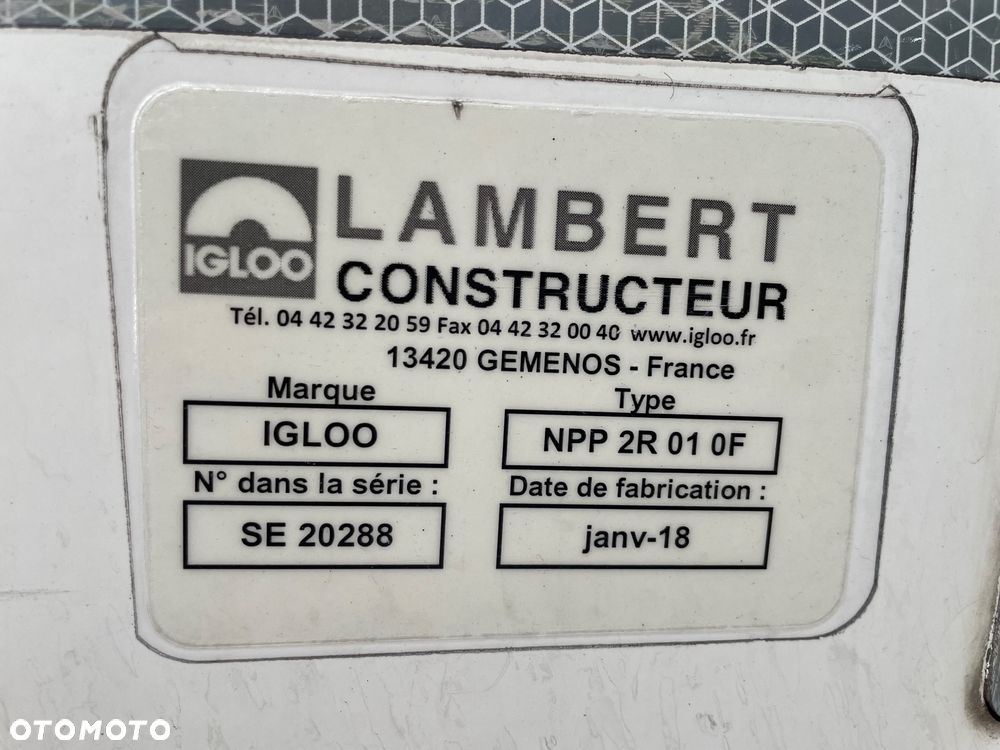 IGLOO
LAMBERT
CONSTRUCTEUR
Tél. 04 42 32 20 59 Fax 04 42 32 00 40 www.igloo.fr
13420 GEMENOS - France
Marque
Type
IGLOO
NPP 2R 01 0F
N° dans la série :
Date de fabrication :
SE 20288
janv-18
OTOMOTO